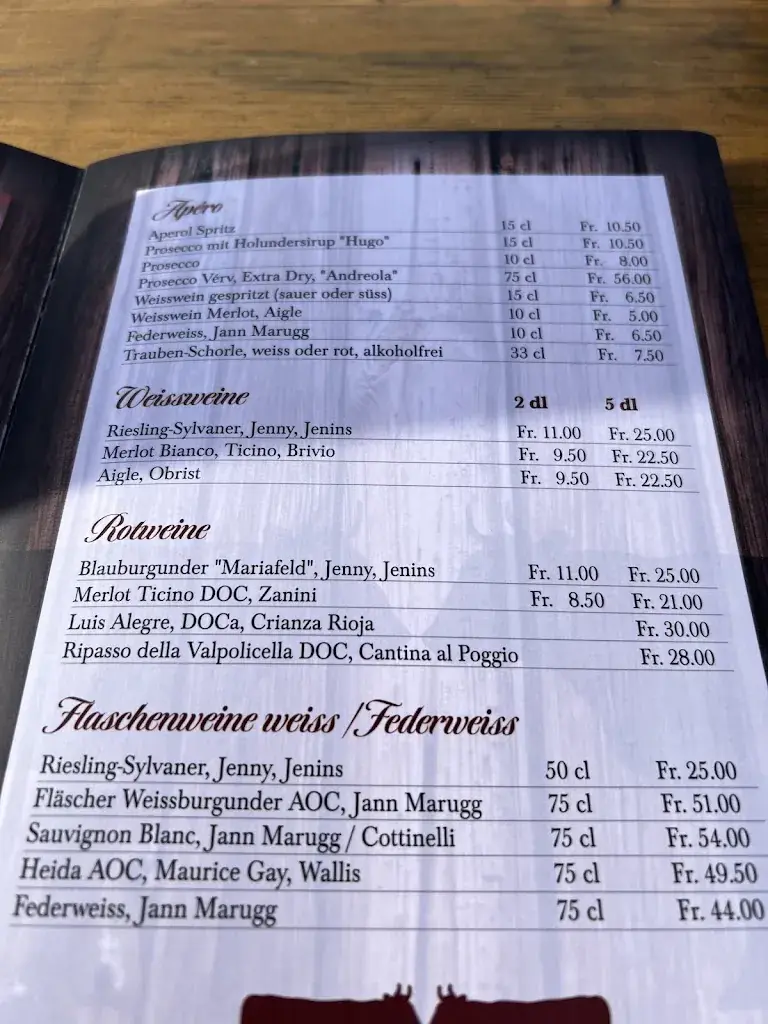 Apéro
Aperol Spritz 15 cl Fr. 10.50
Prosecco mit Holundersirup "Hugo" 15 cl Fr. 10.50
Prosecco 10 cl Fr. 8.00
Prosecco Vérv, Extra Dry, "Andreola" 75 cl Fr. 56.00
Weisswein gespritzt (sauer oder süss) 15 cl Fr. 6.50
Weisswein Merlot, Aigle 10 cl Fr. 5.00
Federweiss, Jann Marugg 10 cl Fr. 6.50
Trauben-Schorle, weiss oder rot, alkoholfrei 33 cl Fr. 7.50
Weissweine 2 dl 5 dl
Riesling-Sylvaner, Jenny, Jenins Fr. 11.00 Fr. 25.00
Merlot Bianco, Ticino, Brivio Fr. 9.50 Fr. 22.50
Aigle, Obrist Fr. 9.50 Fr. 22.50
Rotweine
Blauburgunder "Mariafeld", Jenny, Jenins Fr. 11.00 Fr. 25.00
Merlot Ticino DOC, Zanini Fr. 8.50 Fr. 21.00
Luis Alegre, DOCa, Crianza Rioja Fr. 30.00
Ripasso della Valpolicella DOC, Cantina al Poggio Fr. 28.00
Flaschenweine weiss / Federweiss
Riesling-Sylvaner, Jenny, Jenins 50 cl Fr. 25.00
Fläscher Weissburgunder AOC, Jann Marugg 75 cl Fr. 51.00
Sauvignon Blanc, Jann Marugg / Cottinelli 75 cl Fr. 54.00
Heida AOC, Maurice Gay, Wallis 75 cl Fr. 49.50
Federweiss, Jann Marugg 75 cl Fr. 44.00